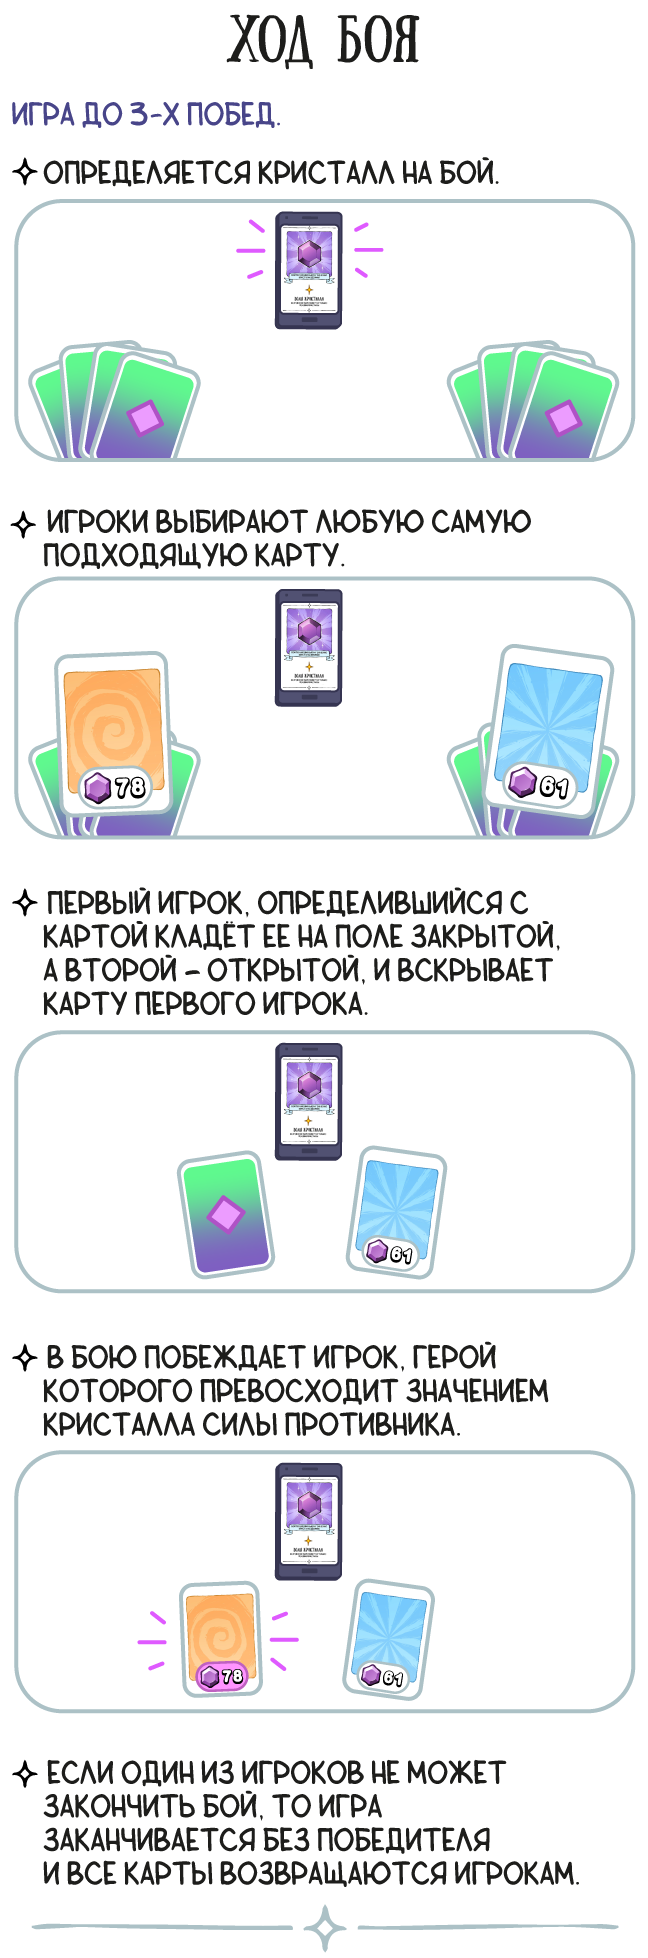 ХОД БОЯ
ИГРА ДО 3-Х ПОБЕД.
ОПРЕДЕЛЯЕТСЯ КРИСТАЛЛ НА БОЙ.
ИГРОКИ ВЫБИРАЮТ ЛЮБУЮ САМУЮ
ПОДХОДЯЩУЮ КАРТУ.
78
61
ПЕРВЫЙ ИГРОК, ОПРЕДЕЛИВШИЙСЯ С
КАРТОЙ КЛАДЁТ ЕЕ НА ПОЛЕ ЗАКРЫТОЙ,
А ВТОРОЙ – ОТКРЫТОЙ, И ВСКРЫВАЕТ
КАРТУ ПЕРВОГО ИГРОКА.
61
В БОЮ ПОБЕЖДАЕТ ИГРОК, ГЕРОЙ
КОТОРОГО ПРЕВОСХОДИТ ЗНАЧЕНИЕМ
КРИСТАЛЛА СИЛЫ ПРОТИВНИКА.
78
61
ЕСЛИ ОДИН ИЗ ИГРОКОВ НЕ МОЖЕТ
ЗАКОНЧИТЬ БОЙ, ТО ИГРА
ЗАКАНЧИВАЕТСЯ БЕЗ ПОБЕДИТЕЛЯ
И ВСЕ КАРТЫ ВОЗВРАЩАЮТСЯ ИГРОКАМ.